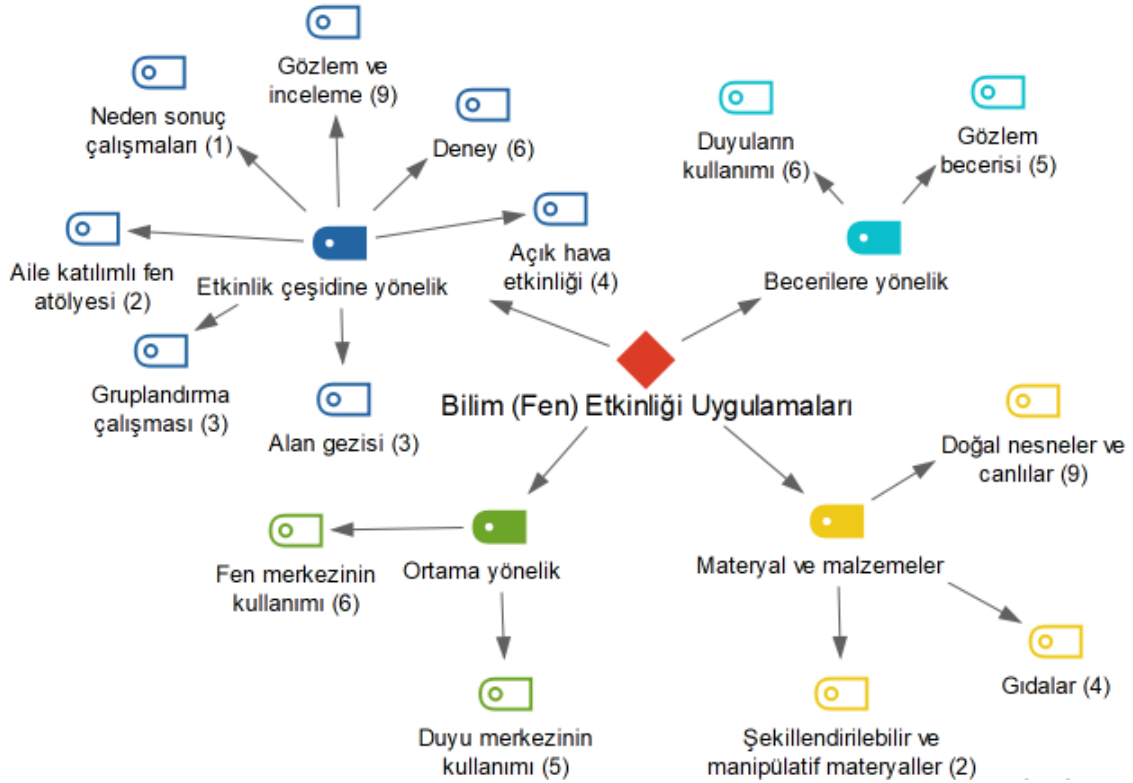 Gözlem ve
inceleme (9)
Neden sonuç
çalışmaları (1)
Deney (6)
Duyuların
kullanımı (6)
Gözlem
becerisi (5)
Aile katılımlı fen
atölyesi (2)
Etkinlik çeşidine yönelik
Açık hava
etkinliği (4)
Becerilere yönelik
Gruplandırma
çalışması (3)
Alan gezisi (3)
Bilim (Fen) Etkinliği Uygulamaları
Doğal nesneler ve
canlılar (9)
Fen merkezinin
kullanımı (6)
Ortama yönelik
Materyal ve malzemeler
Gıdalar (4)
Duyu merkezinin
kullanımı (5)
Şekillendirilebilir ve
manipülatif materyaller (2)